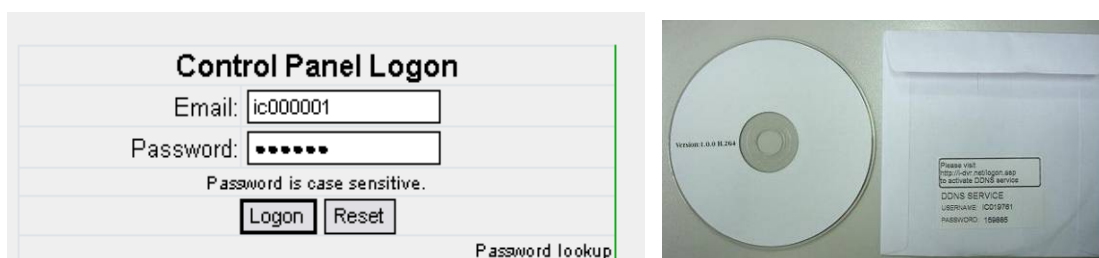 Control Panel Logon
Email: ic000001
Password: ••••••
Password is case sensitive.
Logon Reset
Password lookup
Version 1.0.0 H.264
Please visit
http://i-dvr.net/logon.asp
to activate DDNS service
DDNS SERVICE
USERNAME: IC019761
PASSWORD: 159865